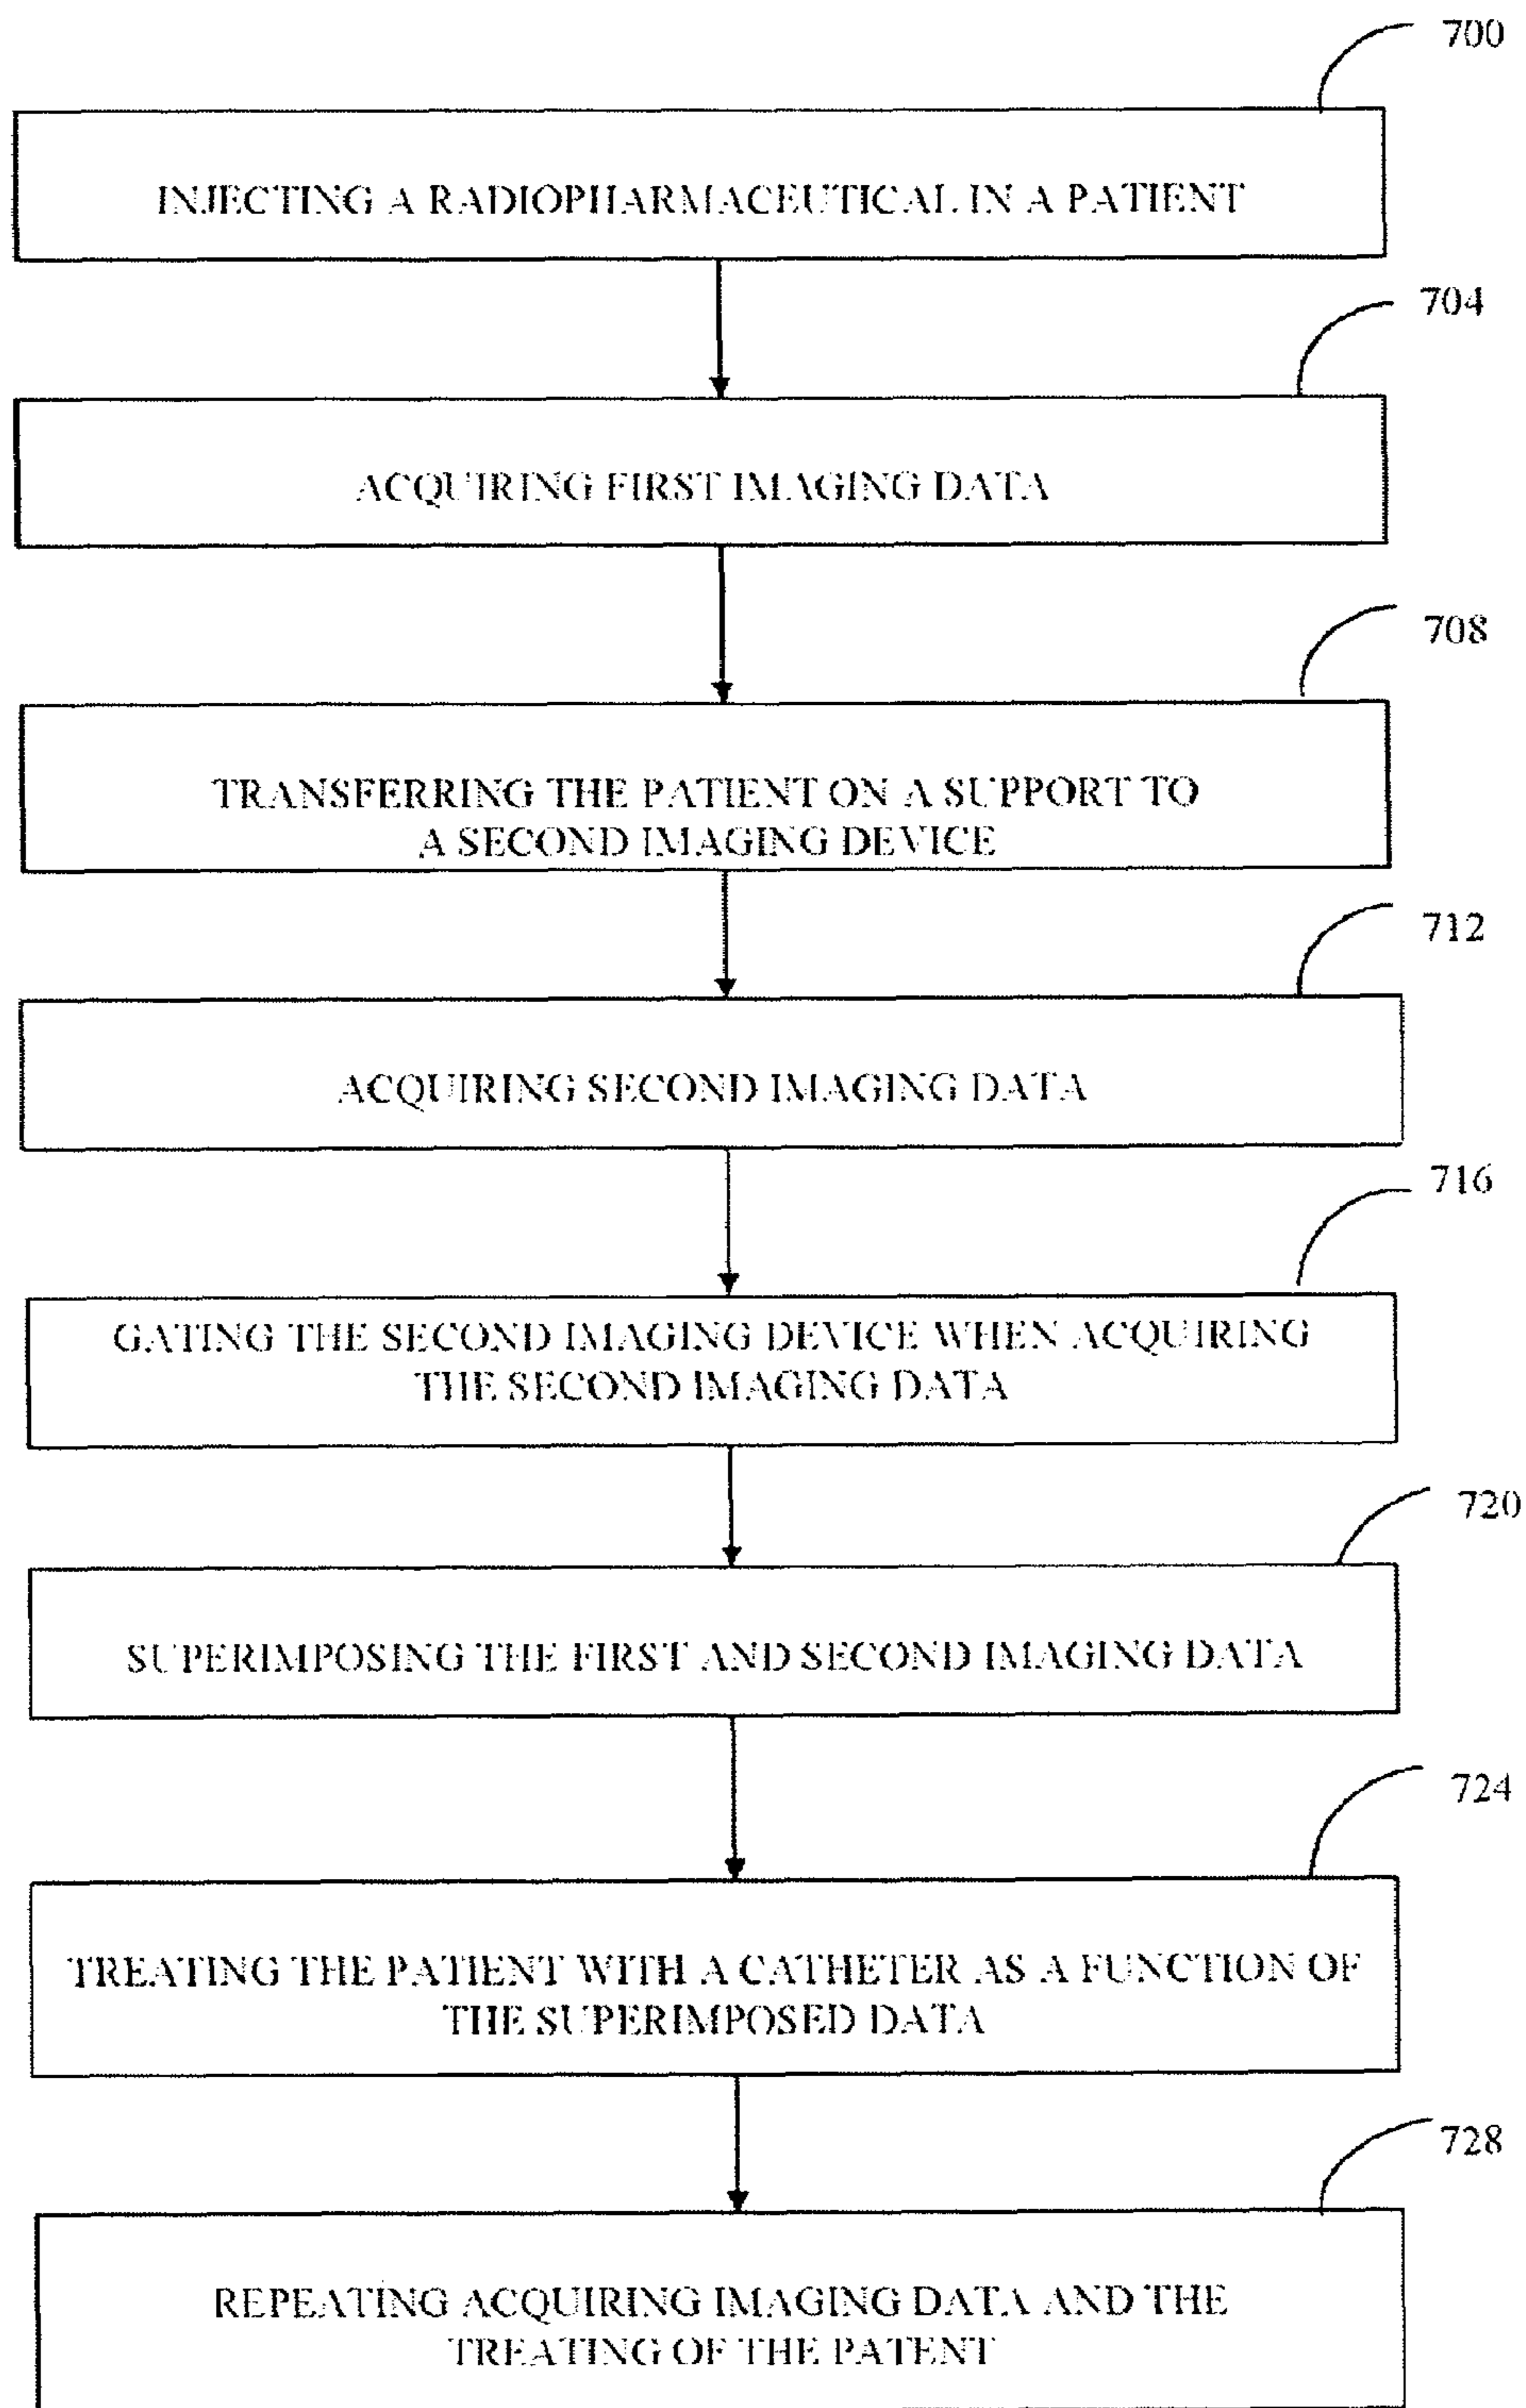 700
INJECTING A RADIOPHARMACEUTICAL IN A PATIENT
704
ACQUIRING FIRST IMAGING DATA
708
TRANSFERRING THE PATIENT ON A SUPPORT TO
A SECOND IMAGING DEVICE
712
ACQUIRING SECOND IMAGING DATA
716
GATING THE SECOND IMAGING DEVICE WHEN ACQUIRING
THE SECOND IMAGING DATA
720
SUPERIMPOSING THE FIRST AND SECOND IMAGING DATA
724
TREATING THE PATIENT WITH A CATHETER AS A FUNCTION OF
THE SUPERIMPOSED DATA
728
REPEATING ACQUIRING IMAGING DATA AND THE
TREATING OF THE PATENT